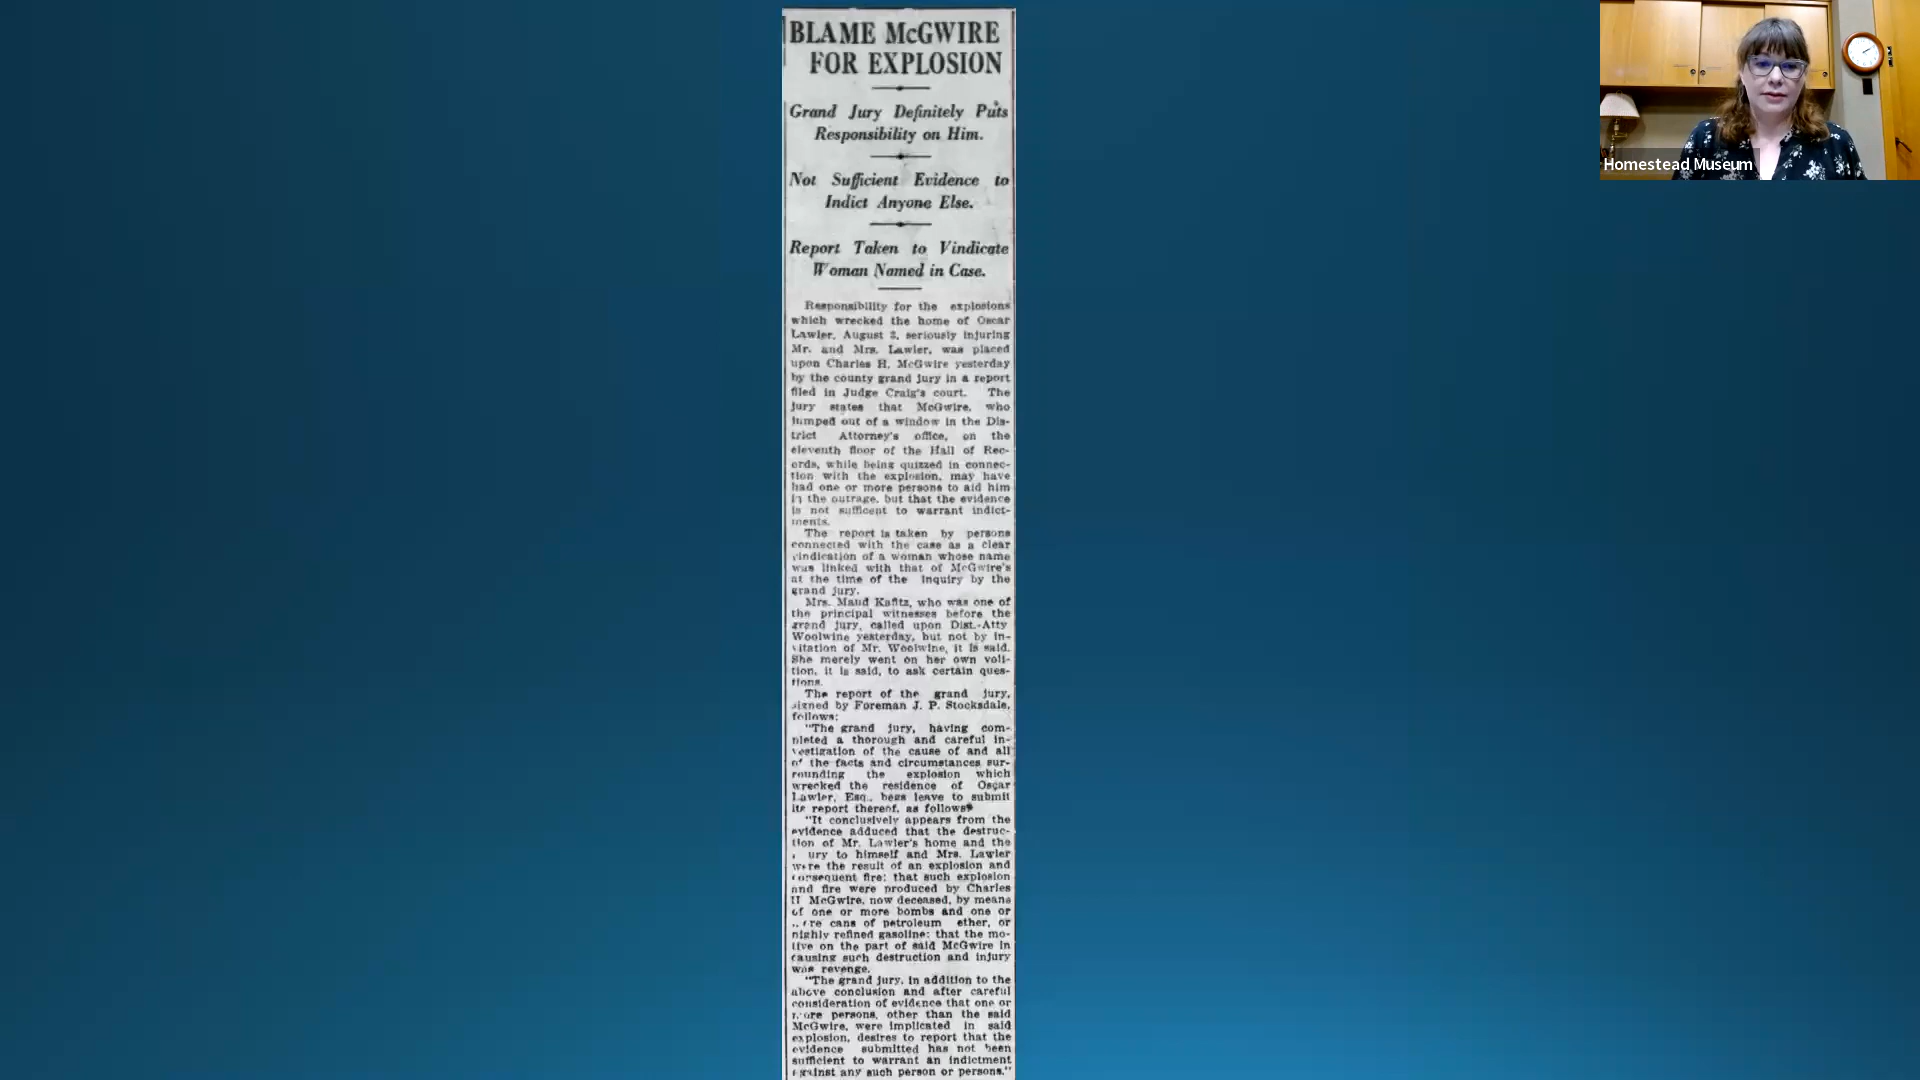 BLAME McGWIRE
FOR EXPLOSION
Grand Jury Definitely Puts
Responsibility on Him.
Not Sufficient Evidence to
Indict Anyone Else.
Report Taken to Vindicate
Woman Named in Case.
Responsibility for the explosions
which wrecked the home of Oscar
Lawler, August 3, seriously injuring
Mr. and Mrs. Lawler, was placed
upon Charles H. McGwire yesterday
by the county grand jury in a report
filed in Judge Craig's court. The
jury states that McGwire, who
jumped out of a window in the Dis-
trict Attorney's office, on the
eleventh floor of the Hall of Rec-
ords, while being quizzed in connec-
tion with the explosion, may have
had one or more persons to aid him
in the outrage, but that the evidence
is not sufficent to warrant indict-
ments.
The report is taken by persons
connected with the case as a clear
vindication of a woman whose name
was linked with that of McGwire's
at the time of the inquiry by the
grand jury.
Mrs. Maud Kafitz, who was one of
the principal witnesses before the
grand jury, called upon Dist.-Atty
Woolwine yesterday, but not by in-
vitation of Mr. Woolwine, it is said.
She merely went on her own voli-
tion, it is said, to ask certain ques-
tions.
The report of the grand jury,
signed by Foreman J. P. Stocksdale,
follows:
"The grand jury, having com-
pleted a thorough and careful in-
vestigation of the cause of and all
of the facts and circumstances sur-
rounding the explosion which
wrecked the residence of Oscar
Lawler, Esq., begs leave to submit
its report thereof, as follows
"It conclusively appears from the
evidence adduced that the destruc-
tion of Mr. Lawler's home and the
ury to himself and Mrs. Lawler
were the result of an explosion and
consequent fire; that such explosion
and fire were produced by Charles
H McGwire, now deceased, by means
of one or more bombs and one or
more cans of petroleum ether, or
highly refined gasoline; that the mo-
tive on the part of said McGwire in
causing such destruction and injury
was revenge.
"The grand jury, in addition to the
above conclusion and after careful
consideration of evidence that one or
more persons, other than the said
McGwire, were implicated in said
explosion, desires to report that the
evidence submitted has not been
sufficient to warrant an indictment
against any such person or persons."
Homestead Museum